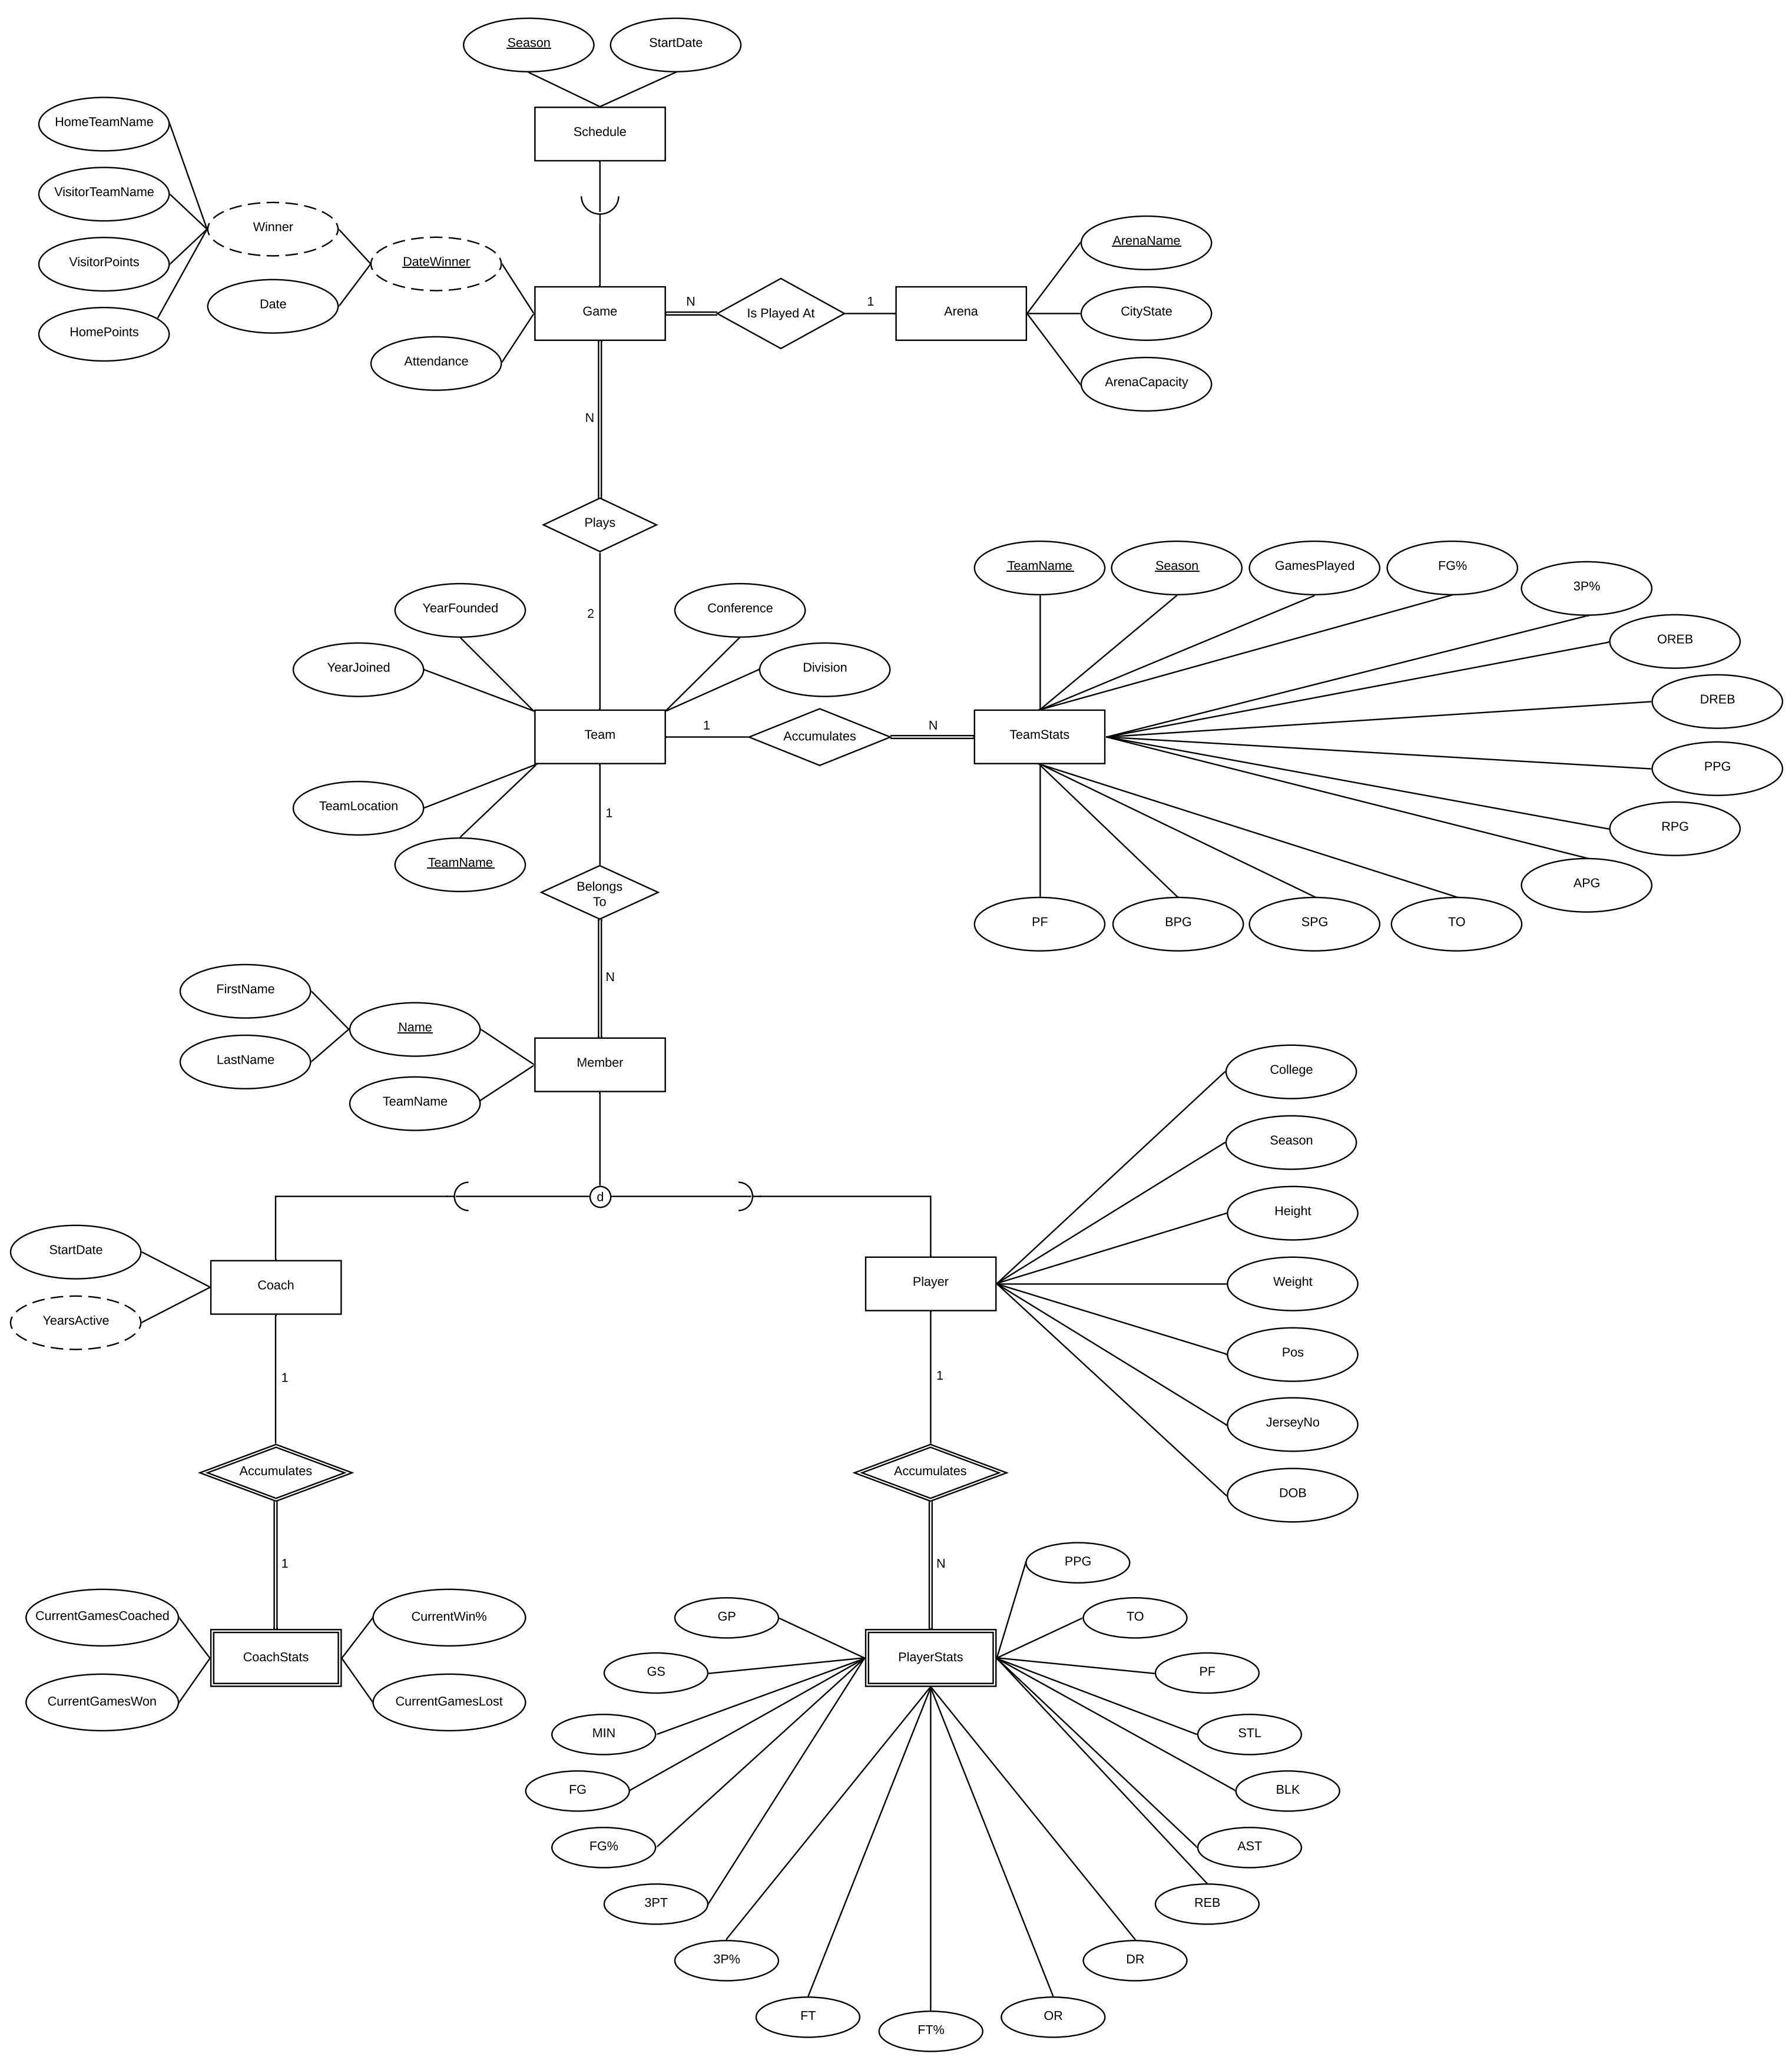 Season
StartDate
Schedule
HomeTeamName
VisitorTeamName
VisitorPoints
HomePoints
Winner
Date
DateWinner
Attendance
Game
N
Is Played At
1
Arena
ArenaName
CityState
ArenaCapacity
N
Plays
2
YearFounded
YearJoined
Conference
Division
Team
TeamLocation
TeamName
1
Accumulates
N
TeamStats
TeamName
Season
GamesPlayed
FG%
3P%
OREB
DREB
PPG
RPG
APG
TO
SPG
BPG
PF
1
Belongs
To
N
FirstName
LastName
Name
TeamName
Member
d
StartDate
YearsActive
Coach
1
Accumulates
1
CurrentGamesCoached
CurrentGamesWon
CoachStats
CurrentWin%
CurrentGamesLost
Player
College
Season
Height
Weight
Pos
JerseyNo
DOB
1
Accumulates
N
PlayerStats
GP
GS
MIN
FG
FG%
3PT
3P%
FT
FT%
OR
DR
REB
AST
BLK
STL
PF
TO
PPG